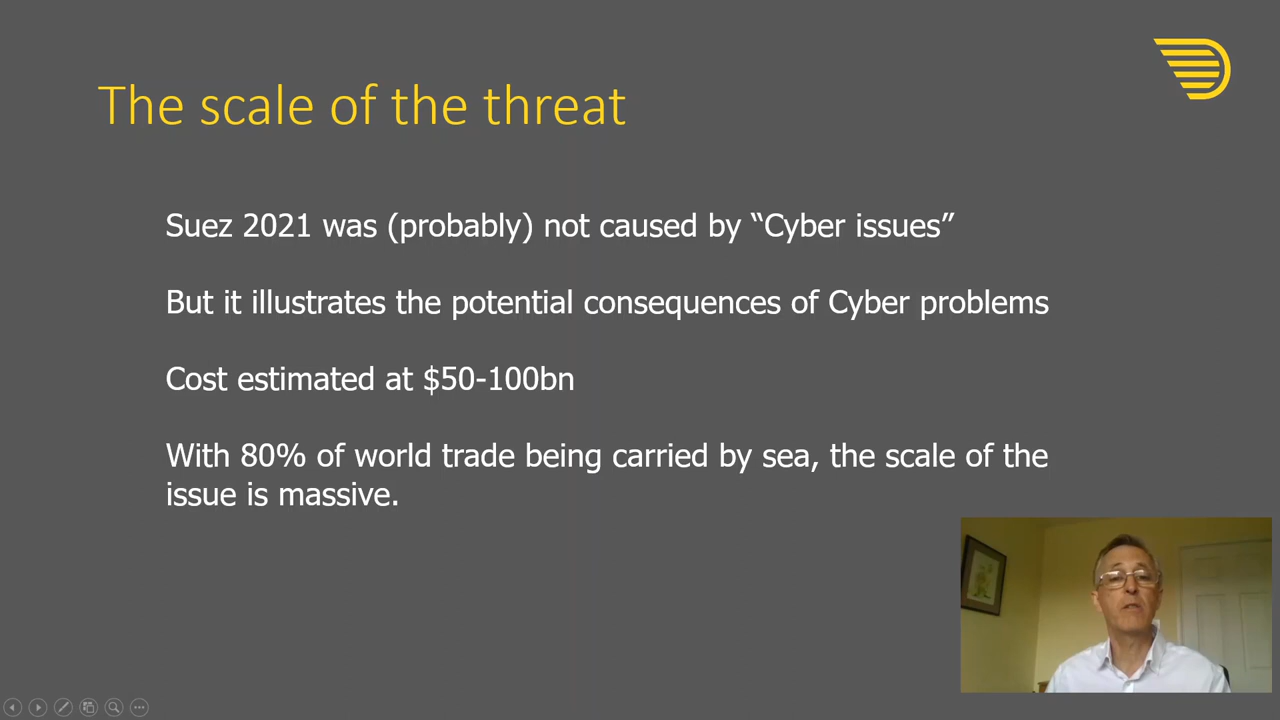 The scale of the threat
Suez 2021 was (probably) not caused by “Cyber issues”
But it illustrates the potential consequences of Cyber problems
Cost estimated at $50-100bn
With 80% of world trade being carried by sea, the scale of the
issue is massive.